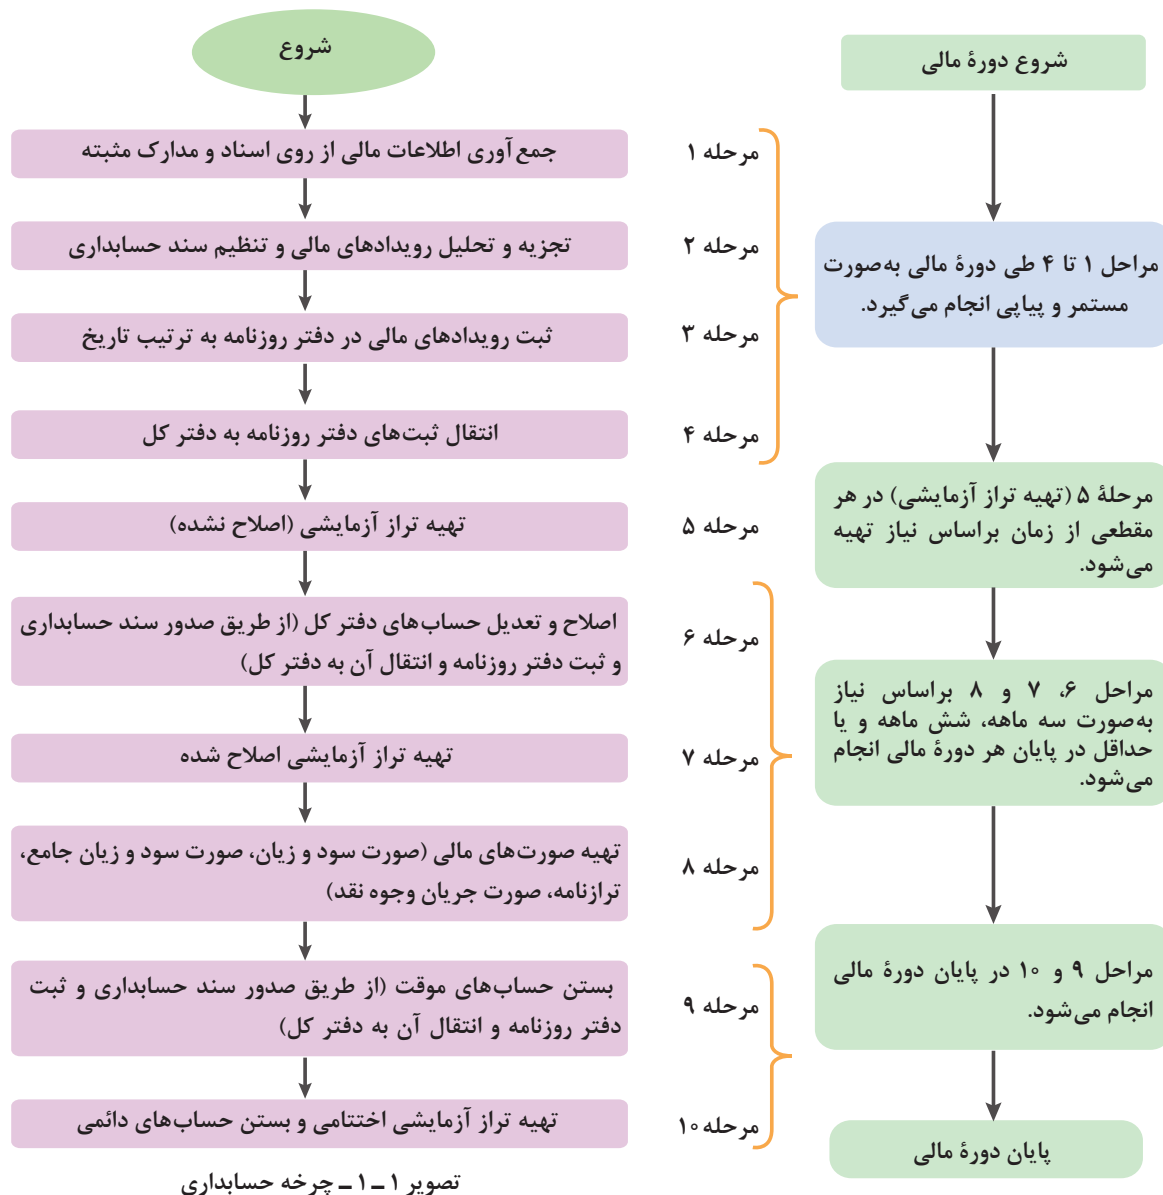 شروع
شروع دورهٔ مالی
جمع‌آوری اطلاعات مالی از روی اسناد و مدارک مثبته
مرحله ۱
تجزیه و تحلیل رویدادهای مالی و تنظیم سند حسابداری
مرحله ۲
ثبت رویدادهای مالی در دفتر روزنامه به ترتیب تاریخ
مرحله ۳
انتقال ثبت‌های دفتر روزنامه به دفتر کل
مرحله ۴
مراحل ۱ تا ۴ طی دورهٔ مالی به‌صورت
مستمر و پیاپی انجام می‌گیرد.
تهیه تراز آزمایشی (اصلاح نشده)
مرحله ۵
مرحلهٔ ۵ (تهیه تراز آزمایشی) در هر
مقطعی از زمان براساس نیاز تهیه
می‌شود.
اصلاح و تعدیل حساب‌های دفتر کل (از طریق صدور سند حسابداری
و ثبت دفتر روزنامه و انتقال آن به دفتر کل)
مرحله ۶
تهیه تراز آزمایشی اصلاح شده
مرحله ۷
تهیه صورت‌های مالی (صورت سود و زیان، صورت سود و زیان جامع،
ترازنامه، صورت جریان وجوه نقد)
مرحله ۸
مراحل ۶، ۷ و ۸ براساس نیاز
به‌صورت سه ماهه، شش ماهه و یا
حداقل در پایان هر دورهٔ مالی انجام
می‌شود.
بستن حساب‌های موقت (از طریق صدور سند حسابداری و ثبت
دفتر روزنامه و انتقال آن به دفتر کل)
مرحله ۹
تهیه تراز آزمایشی اختتامی و بستن حساب‌های دائمی
مرحله ۱۰
مراحل ۹ و ۱۰ در پایان دورهٔ مالی
انجام می‌شود.
پایان دورهٔ مالی
تصویر ۱ ــ ۱ ــ چرخه حسابداری